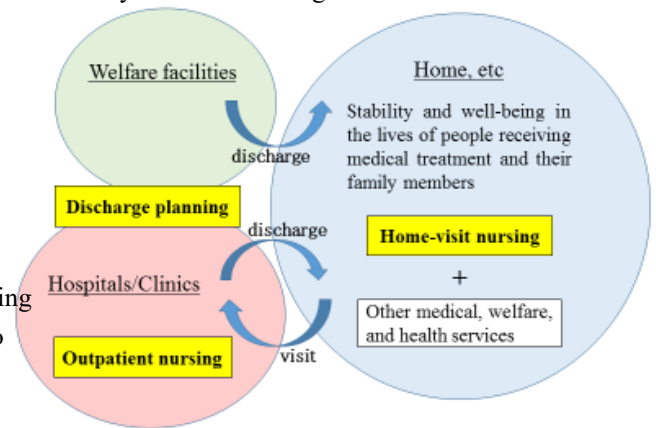 Welfare facilities
Home, etc
Stability and well-being in
the lives of people receiving
medical treatment and their
family members
discharge
Discharge planning
discharge
Home-visit nursing
+
Hospitals/Clinics
Other medical, welfare,
and health services
Outpatient nursing
visit